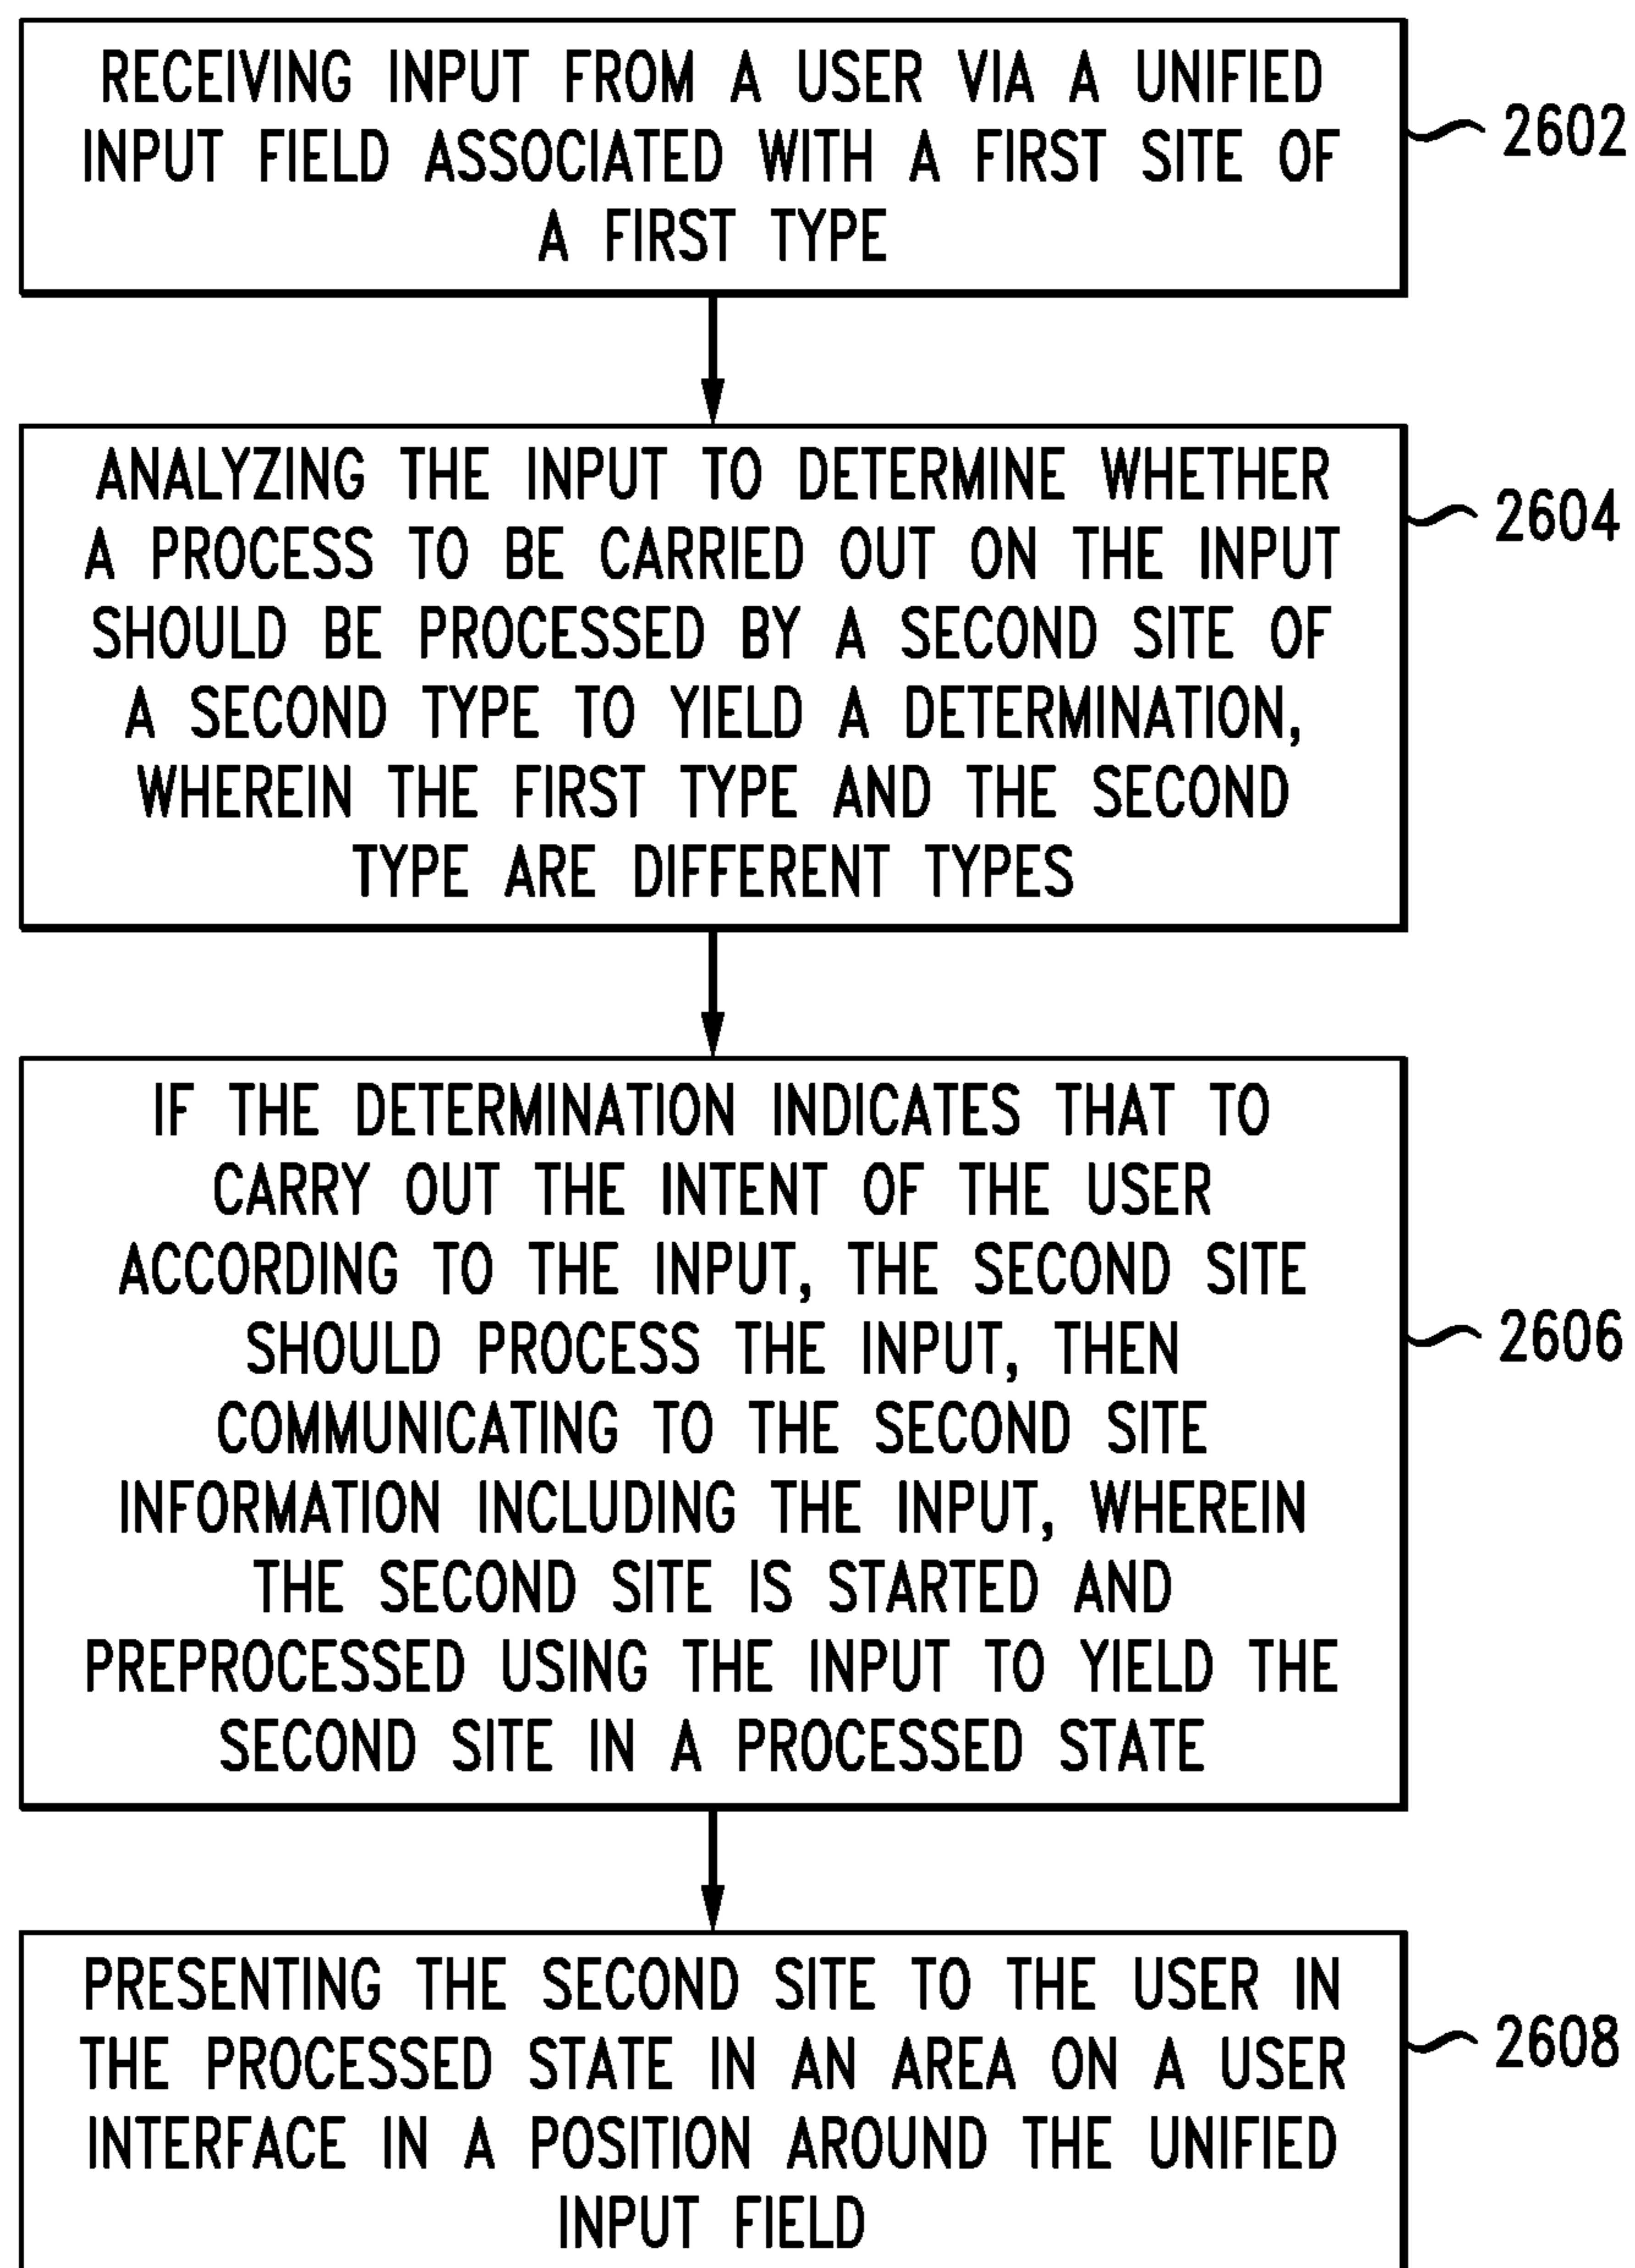 RECEIVING INPUT FROM A USER VIA A UNIFIED
INPUT FIELD ASSOCIATED WITH A FIRST SITE OF
A FIRST TYPE
2602
ANALYZING THE INPUT TO DETERMINE WHETHER
A PROCESS TO BE CARRIED OUT ON THE INPUT
SHOULD BE PROCESSED BY A SECOND SITE OF
A SECOND TYPE TO YIELD A DETERMINATION,
WHEREIN THE FIRST TYPE AND THE SECOND
TYPE ARE DIFFERENT TYPES
2604
IF THE DETERMINATION INDICATES THAT TO
CARRY OUT THE INTENT OF THE USER
ACCORDING TO THE INPUT, THE SECOND SITE
SHOULD PROCESS THE INPUT, THEN
COMMUNICATING TO THE SECOND SITE
INFORMATION INCLUDING THE INPUT, WHEREIN
THE SECOND SITE IS STARTED AND
PREPROCESSED USING THE INPUT TO YIELD THE
SECOND SITE IN A PROCESSED STATE
2606
PRESENTING THE SECOND SITE TO THE USER IN
THE PROCESSED STATE IN AN AREA ON A USER
INTERFACE IN A POSITION AROUND THE UNIFIED
INPUT FIELD
2608